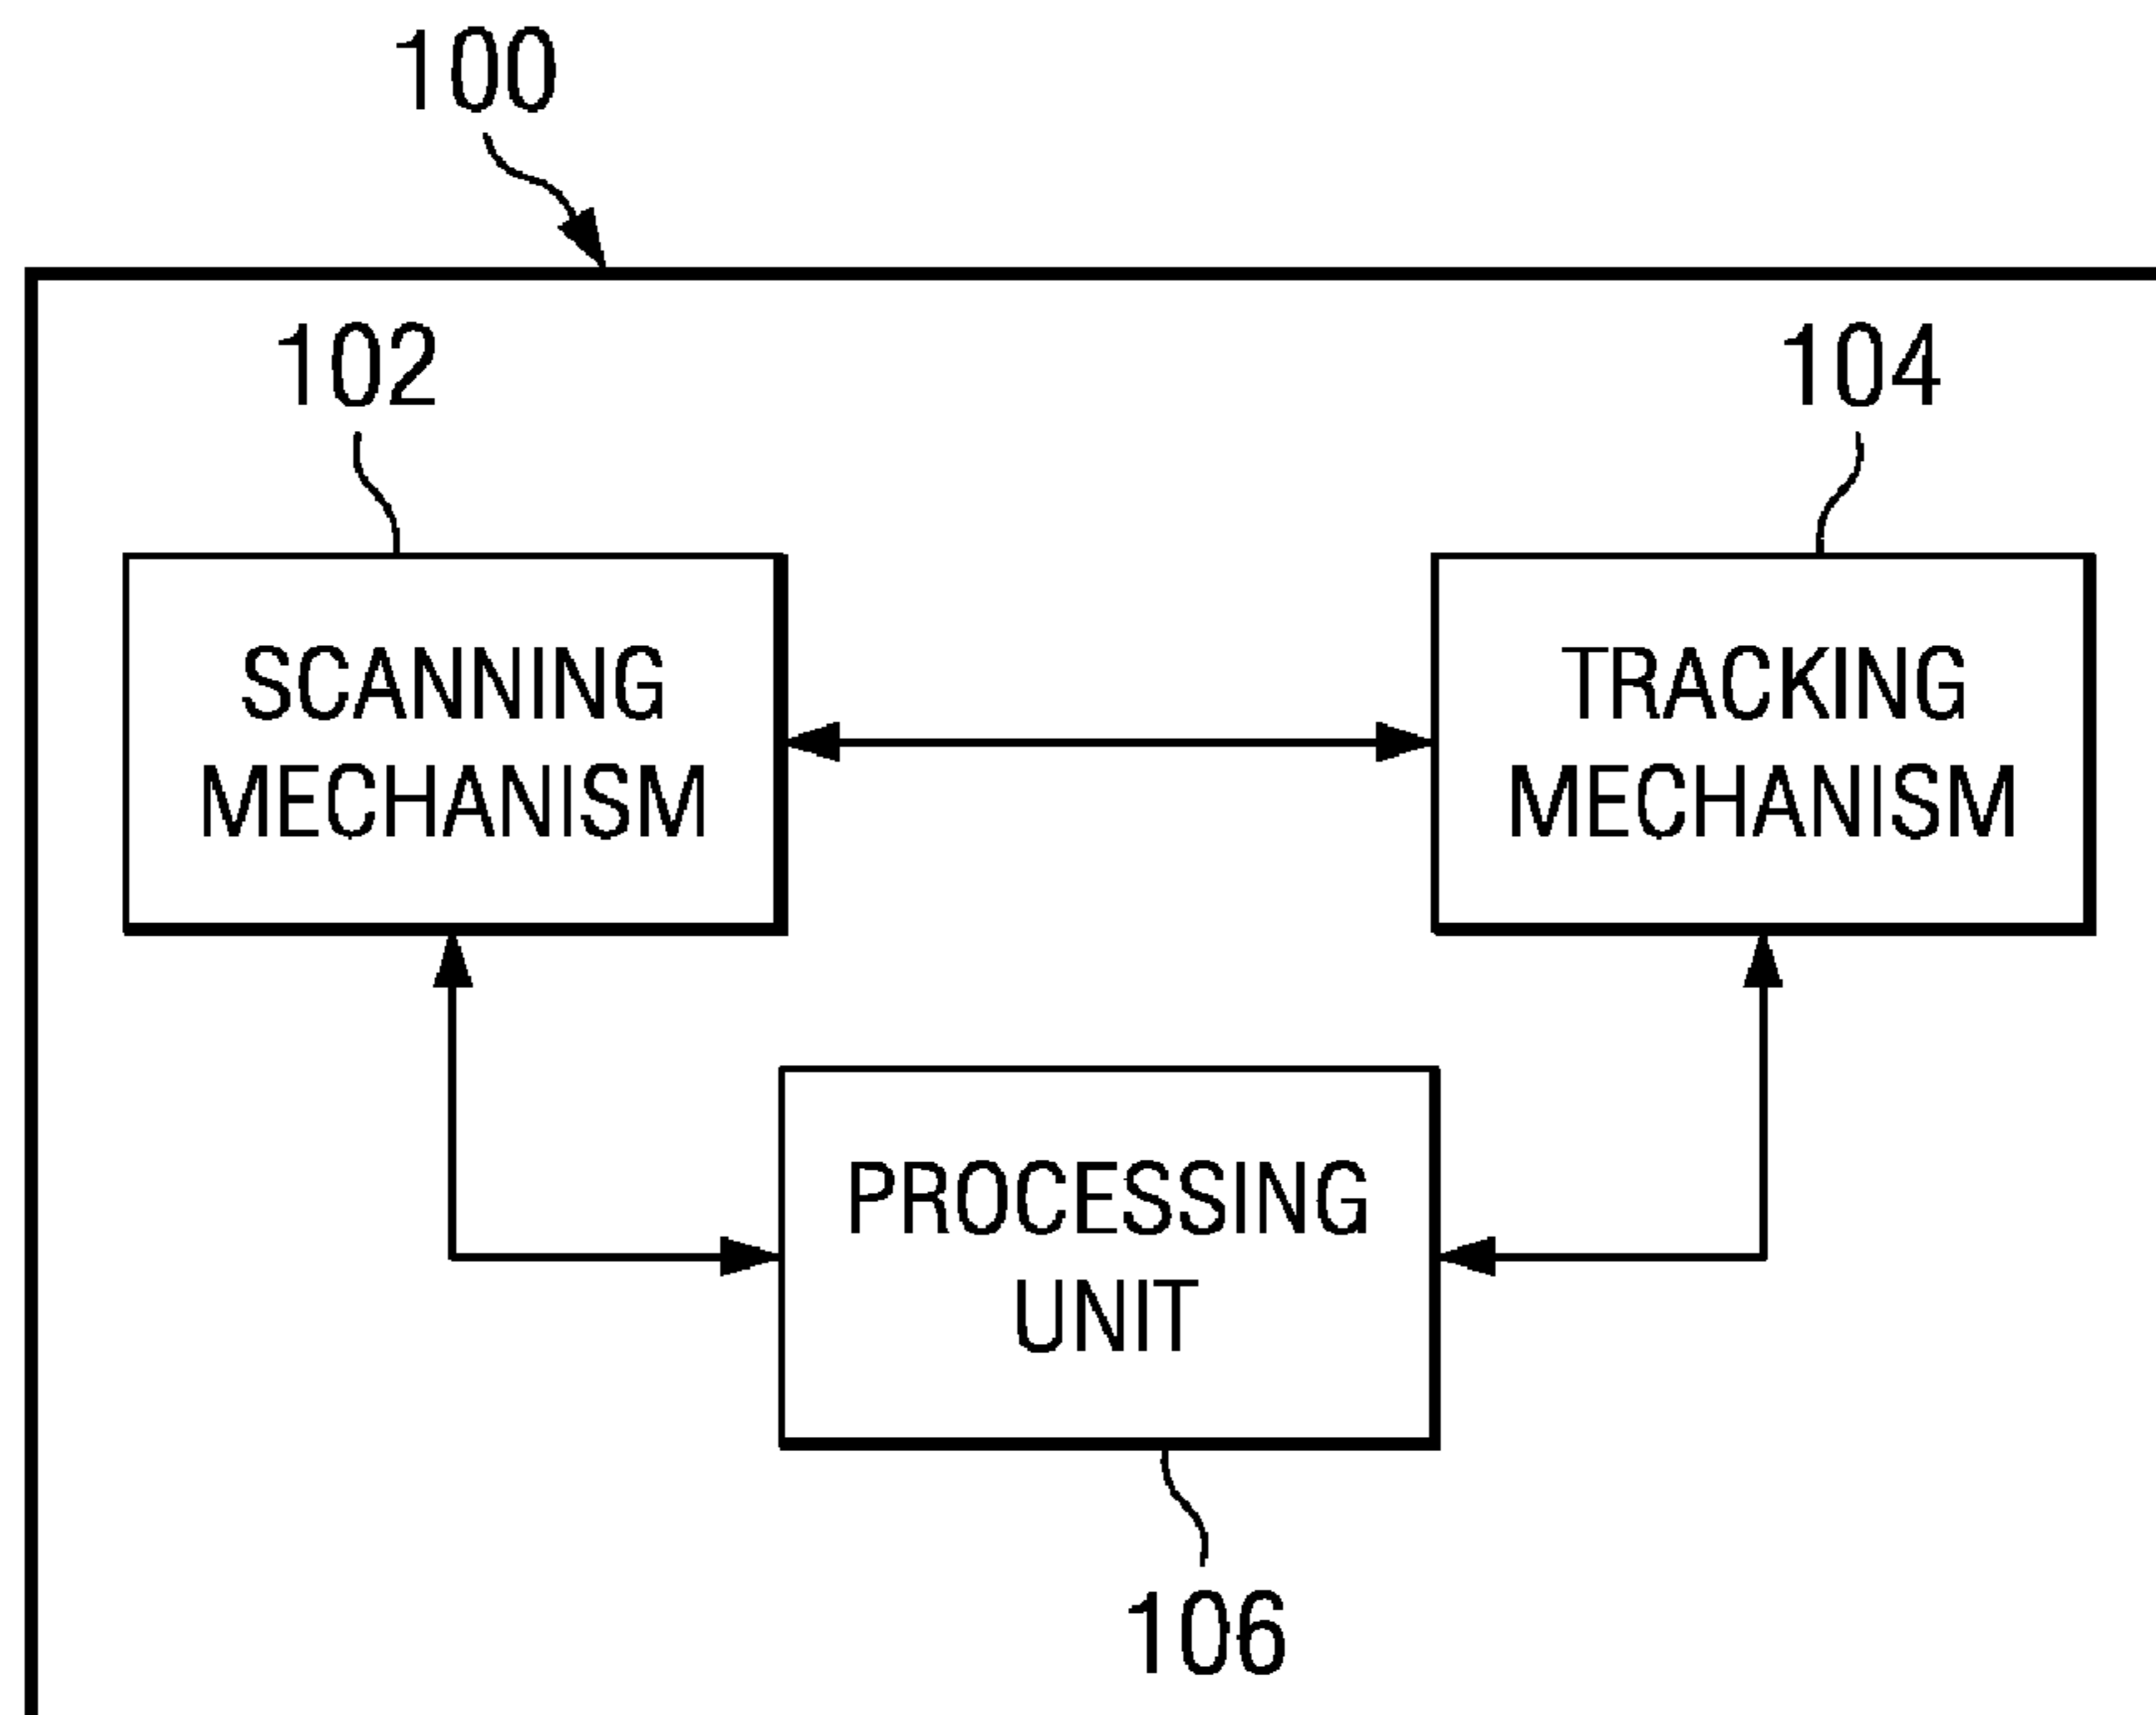 100
102
104
SCANNING
MECHANISM
TRACKING
MECHANISM
PROCESSING
UNIT
106